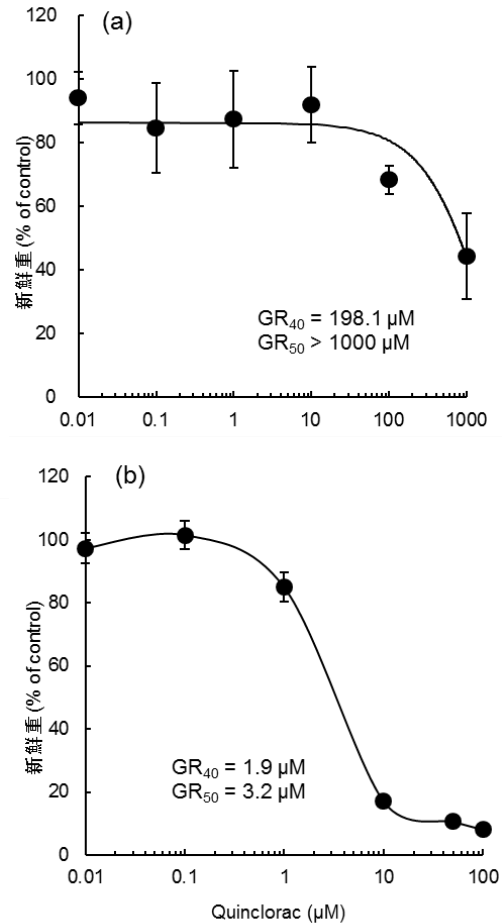 (a)
120
100
80
60
40
20
0
新鮮重 (% of control)
GR₄₀ = 198.1 µM
GR₅₀ > 1000 µM
0.01 0.1 1 10 100 1000
(b)
120
100
80
60
40
20
0
新鮮重 (% of control)
GR₄₀ = 1.9 µM
GR₅₀ = 3.2 µM
0.01 0.1 1 10 100
Quinclorac (µM)